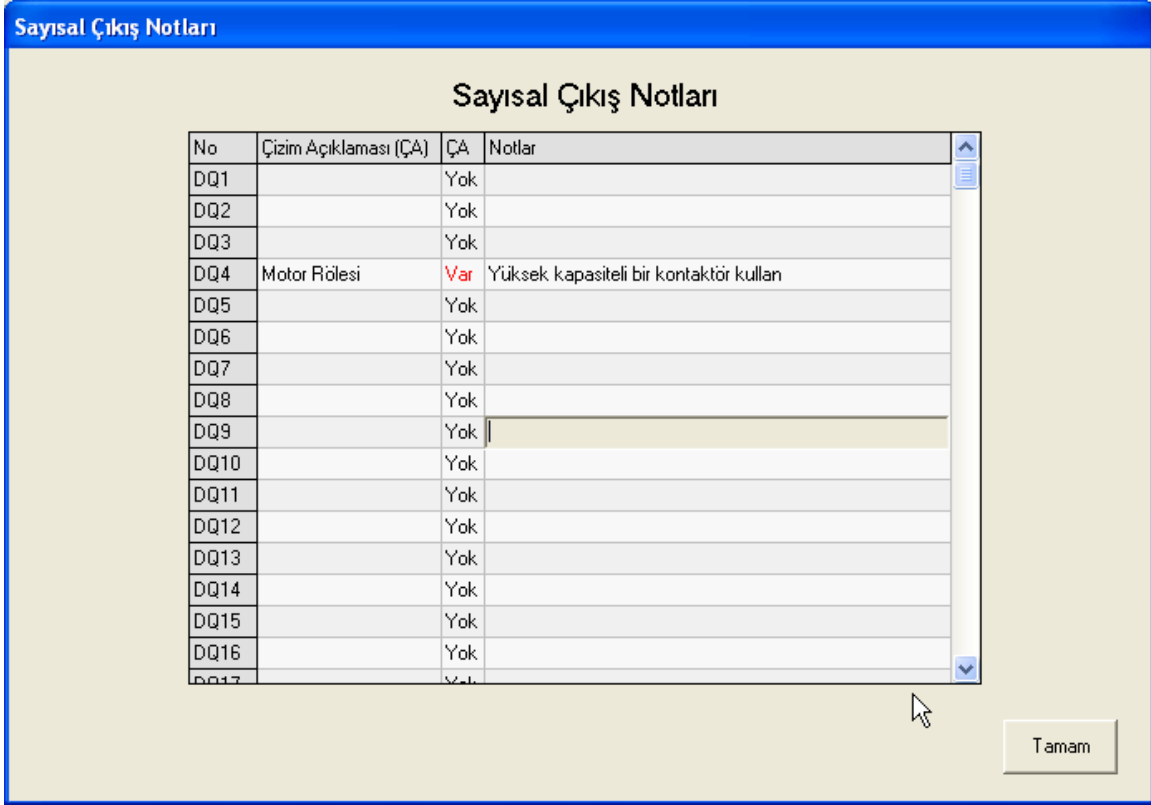 Sayısal Çıkış Notları
Sayısal Çıkış Notları
No Çizim Açıklaması (ÇA) ÇA Notlar
DQ1 Yok
DQ2 Yok
DQ3 Yok
DQ4 Motor Rölesi Var Yüksek kapasiteli bir kontaktör kullan
DQ5 Yok
DQ6 Yok
DQ7 Yok
DQ8 Yok
DQ9 Yok
DQ10 Yok
DQ11 Yok
DQ12 Yok
DQ13 Yok
DQ14 Yok
DQ15 Yok
DQ16 Yok
DQ17 Yok
Tamam